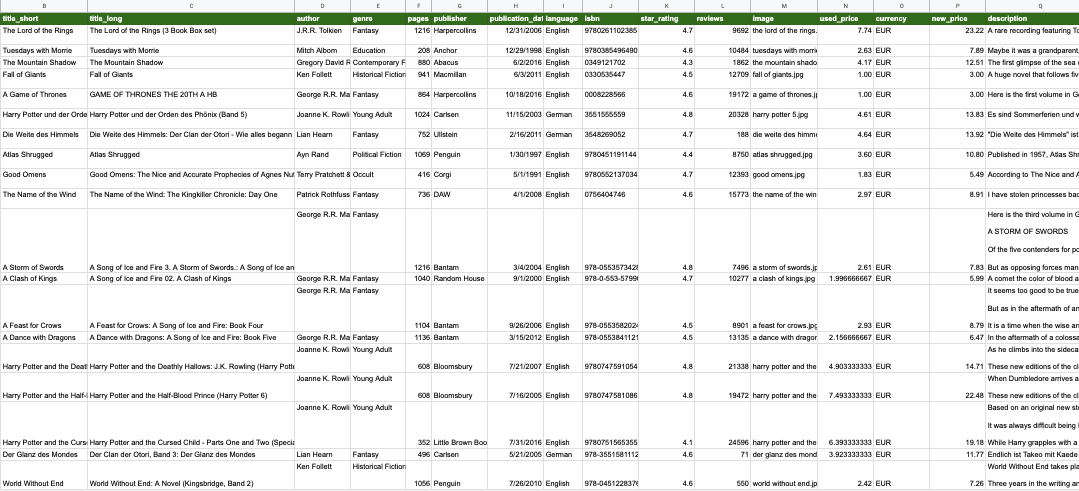 B C D E F G H I J K L M N O P Q
title_short title_long author genre pages publisher publication_dat language isbn star_rating reviews image used_price currency new_price description
The Lord of the Rings The Lord of the Rings (3 Book Box set) J.R.R. Tolkien Fantasy 1216 Harpercollins 12/31/2006 English 9780261102385 4.7 9692 the lord of the rings. 7.74 EUR 23.22 A rare recording featuring To
Tuesdays with Morrie Tuesdays with Morrie Mitch Albom Education 208 Anchor 12/29/1998 English 9780385496490 4.6 10484 tuesdays with morri 2.63 EUR 7.89 Maybe it was a grandparent,
The Mountain Shadow The Mountain Shadow Gregory David R Contemporary F 880 Abacus 6/2/2016 English 0349121702 4.3 1862 the mountain shado 4.17 EUR 12.51 The first glimpse of the sea
Fall of Giants Fall of Giants Ken Follett Historical Fiction 941 Macmillan 6/3/2011 English 0330535447 4.5 12709 fall of giants.jpg 1.00 EUR 3.00 A huge novel that follows five
A Game of Thrones GAME OF THRONES THE 20TH A HB George R.R. Ma Fantasy 864 Harpercollins 10/18/2016 English 0008228566 4.6 19172 a game of thrones.j 1.00 EUR 3.00 Here is the first volume in Ge
Harry Potter und der Orde Harry Potter und der Orden des Phönix (Band 5) Joanne K. Rowli Young Adult 1024 Carlsen 11/15/2003 German 3551555559 4.8 20328 harry potter 5.jpg 4.61 EUR 13.83 Es sind Sommerferien und w
Die Weite des Himmels Die Weite des Himmels: Der Clan der Otori - Wie alles begann Lian Hearn Fantasy 752 Ullstein 2/16/2011 German 3548269052 4.4 188 die weite des himme 4.64 EUR 13.92 "Die Weite des Himmels" ist
Atlas Shrugged Atlas Shrugged Ayn Rand Political Fiction 1069 Penguin 1/30/1997 English 9780451191144 4.4 8750 atlas shrugged.jpg 3.60 EUR 10.80 Published in 1957, Atlas Shr
Good Omens Good Omens: The Nice and Accurate Prophecies of Agnes Nut Terry Pratchett & Occult 416 Corgi 5/1/1991 English 9780552137034 4.7 12393 good omens.jpg 1.83 EUR 5.49 According to The Nice and A
The Name of the Wind The Name of the Wind: The Kingkiller Chronicle: Day One Patrick Rothfuss Fantasy 736 DAW 4/1/2008 English 0756404746 4.6 15773 the name of the win 2.97 EUR 8.91 I have stolen princesses bac
George R.R. Ma Fantasy Here is the third volume in G
A STORM OF SWORDS
Of the five contenders for po
A Storm of Swords A Song of Ice and Fire 3. A Storm of Swords.: A Song of Ice an 1216 Bantam 3/4/2004 English 978-0553573428 4.8 7496 a storm of swords.jp 2.61 EUR 7.83 But as opposing forces man
A Clash of Kings A Song of Ice and Fire 02. A Clash of Kings George R.R. Ma Fantasy 1040 Random House 9/1/2000 English 978-0-553-5799 4.7 10277 a clash of kings.jpg 1.996666667 EUR 5.99 A comet the color of blood a
George R.R. Ma Fantasy It seems too good to be true
But as in the aftermath of an
A Feast for Crows A Feast for Crows: A Song of Ice and Fire: Book Four 1104 Bantam 9/26/2006 English 978-0553582024 4.5 8901 a feast for crows.jpg 2.93 EUR 8.79 It is a time when the wise an
A Dance with Dragons A Dance with Dragons: A Song of Ice and Fire: Book Five George R.R. Ma Fantasy 1136 Bantam 3/15/2012 English 978-0553841121 4.5 13135 a dance with dragor 2.156666667 EUR 6.47 In the aftermath of a colossa
Joanne K. Rowli Young Adult As he climbs into the sideca
Harry Potter and the Deatl Harry Potter and the Deathly Hallows: J.K. Rowling (Harry Potte 608 Bloomsbury 7/21/2007 English 9780747591054 4.8 21338 harry potter and the 4.903333333 EUR 14.71 These new editions of the cl
Joanne K. Rowli Young Adult When Dumbledore arrives a
Harry Potter and the Half- Harry Potter and the Half-Blood Prince (Harry Potter 6) 608 Bloomsbury 7/16/2005 English 9780747581086 4.8 19472 harry potter and the 7.493333333 EUR 22.48 These new editions of the cl
Joanne K. Rowli Young Adult Based on an original new sto
It was always difficult being H
Harry Potter and the Curs Harry Potter and the Cursed Child - Parts One and Two (Specia 352 Little Brown Boo 7/31/2016 English 9780751565355 4.1 24596 harry potter and the 6.393333333 EUR 19.18 While Harry grapples with a
Der Glanz des Mondes Der Clan der Otori, Band 3: Der Glanz des Mondes Lian Hearn Fantasy 496 Carlsen 5/21/2005 German 978-3551581112 4.6 71 der glanz des mond 3.923333333 EUR 11.77 Endlich ist Takeo mit Kaede
Ken Follett Historical Fiction World Without End takes pla
World Without End World Without End: A Novel (Kingsbridge, Band 2) 1056 Penguin 7/26/2010 English 978-0451228376 4.6 550 world without end.jp 2.42 EUR 7.26 Three years in the writing an